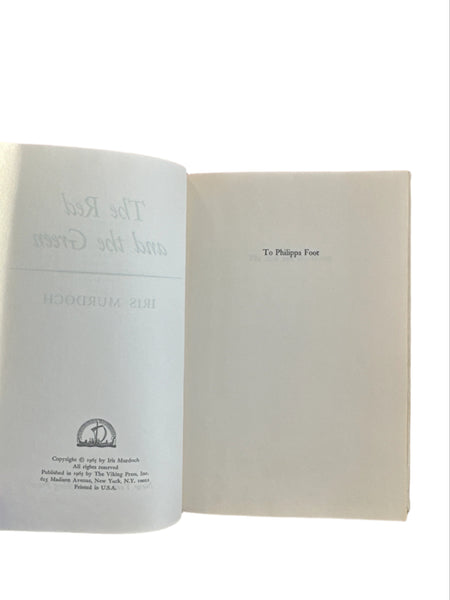 The Red
and the Green
IRIS MURDOCH
Copyright © 1965 by Iris Murdoch
All rights reserved
Published in 1965 by The Viking Press, Inc.
625 Madison Avenue, New York, N.Y. 10022
Printed in U.S.A.
To Philippa Foot